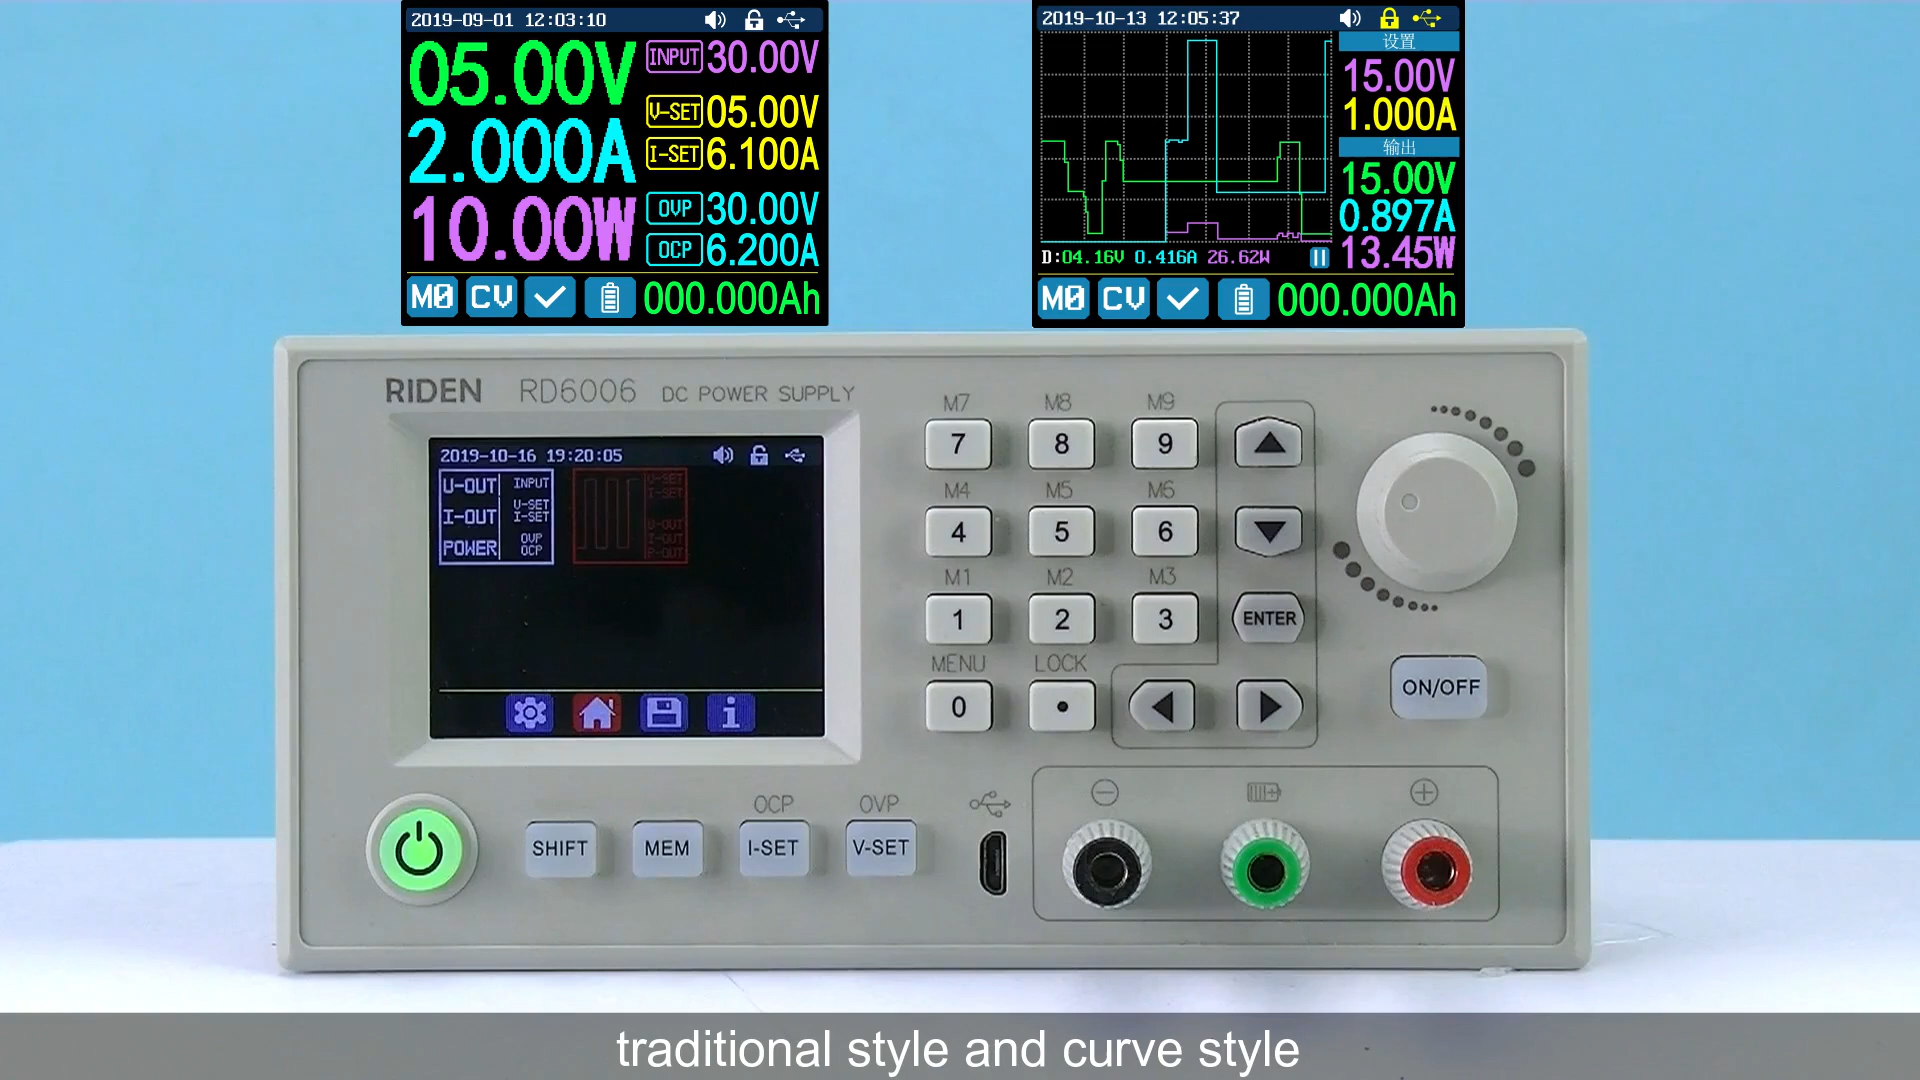 2019-09-01 12:03:10
05.00V
INPUT 30.00V
V-SET 05.00V
2.000A
I-SET 6.100A
10.00W
OVP 30.00V
OCP 6.200A
M0 CV 000.000Ah
2019-10-13 12:05:37
设置
15.00V
1.000A
输出
15.00V
0.897A
13.45W
D:04.16V 0.416A 26.62W
M0 CV 000.000Ah
RIDEN RD6006 DC POWER SUPPLY
2019-10-16 19:20:05
U-OUT
I-OUT
POWER
INPUT
U-SET
I-SET
OVP
OCP
U-SET
I-SET
U-OUT
I-OUT
P-OUT
M7 M8 M9
7 8 9
M4 M5 M6
4 5 6
M1 M2 M3
1 2 3 ENTER
MENU LOCK
0 •
ON/OFF
OCP OVP
SHIFT MEM I-SET V-SET
traditional style and curve style